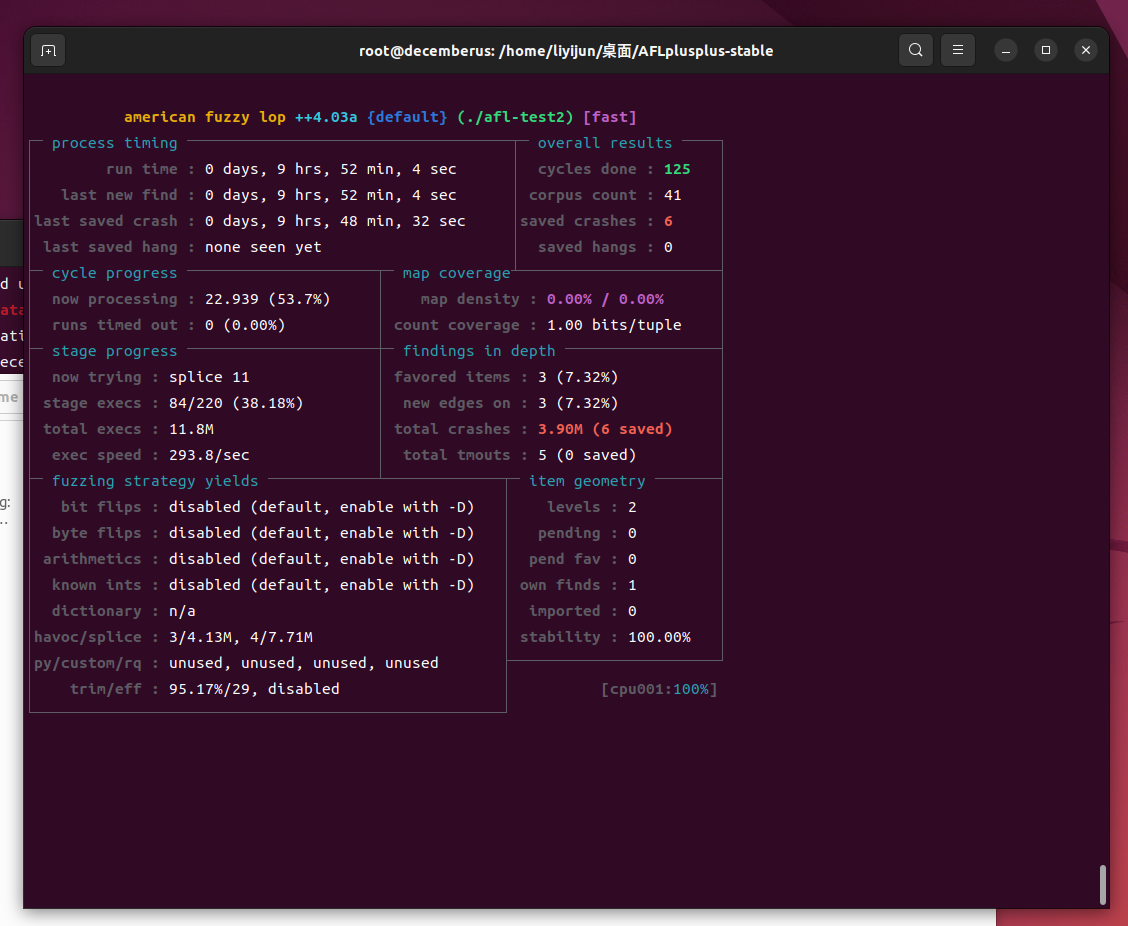 root@decemberus: /home/liyijun/桌面/AFLplusplus-stable
american fuzzy lop ++4.03a {default} (./afl-test2) [fast]
process timing
run time : 0 days, 9 hrs, 52 min, 4 sec
last new find : 0 days, 9 hrs, 52 min, 4 sec
last saved crash : 0 days, 9 hrs, 48 min, 32 sec
last saved hang : none seen yet
overall results
cycles done : 125
corpus count : 41
saved crashes : 6
saved hangs : 0
cycle progress
now processing : 22.939 (53.7%)
runs timed out : 0 (0.00%)
map coverage
map density : 0.00% / 0.00%
count coverage : 1.00 bits/tuple
stage progress
now trying : splice 11
stage execs : 84/220 (38.18%)
total execs : 11.8M
exec speed : 293.8/sec
findings in depth
favored items : 3 (7.32%)
new edges on : 3 (7.32%)
total crashes : 3.90M (6 saved)
total tmouts : 5 (0 saved)
fuzzing strategy yields
bit flips : disabled (default, enable with -D)
byte flips : disabled (default, enable with -D)
arithmetics : disabled (default, enable with -D)
known ints : disabled (default, enable with -D)
dictionary : n/a
havoc/splice : 3/4.13M, 4/7.71M
py/custom/rq : unused, unused, unused, unused
trim/eff : 95.17%/29, disabled
item geometry
levels : 2
pending : 0
pend fav : 0
own finds : 1
imported : 0
stability : 100.00%
[cpu001:100%]